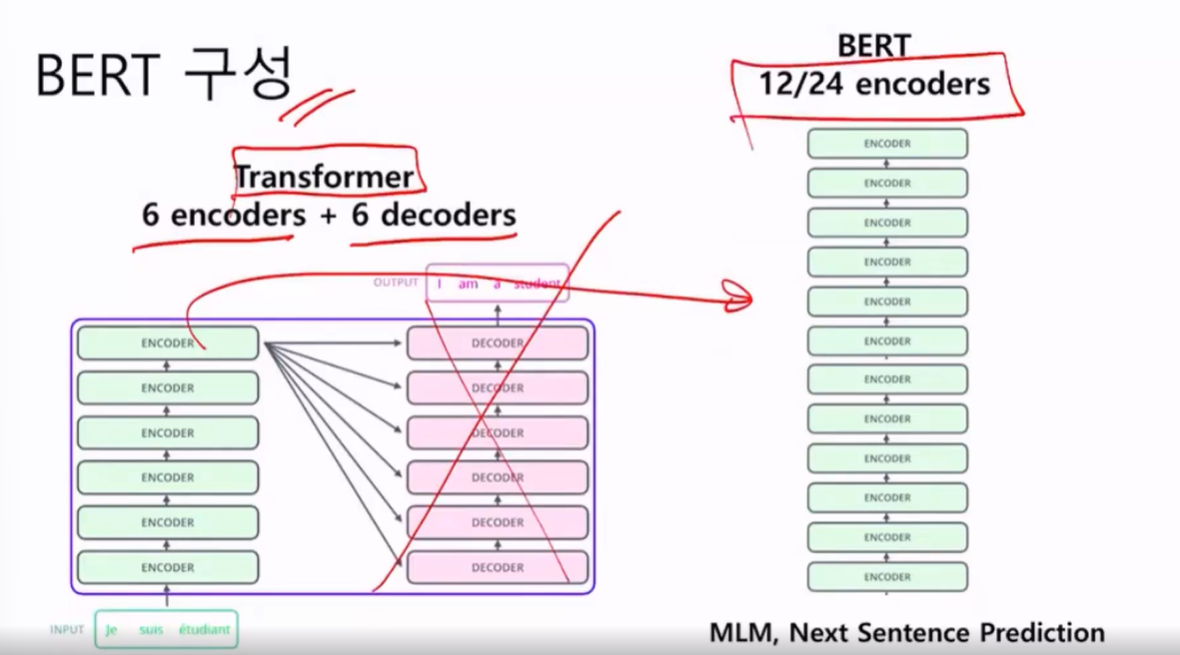 BERT 구성
Transformer
6 encoders + 6 decoders
OUTPUT I am a student
ENCODER
ENCODER
ENCODER
ENCODER
ENCODER
ENCODER
DECODER
DECODER
DECODER
DECODER
DECODER
DECODER
INPUT Je suis étudiant
BERT
12/24 encoders
ENCODER
ENCODER
ENCODER
ENCODER
ENCODER
ENCODER
ENCODER
ENCODER
ENCODER
ENCODER
ENCODER
ENCODER
MLM, Next Sentence Prediction